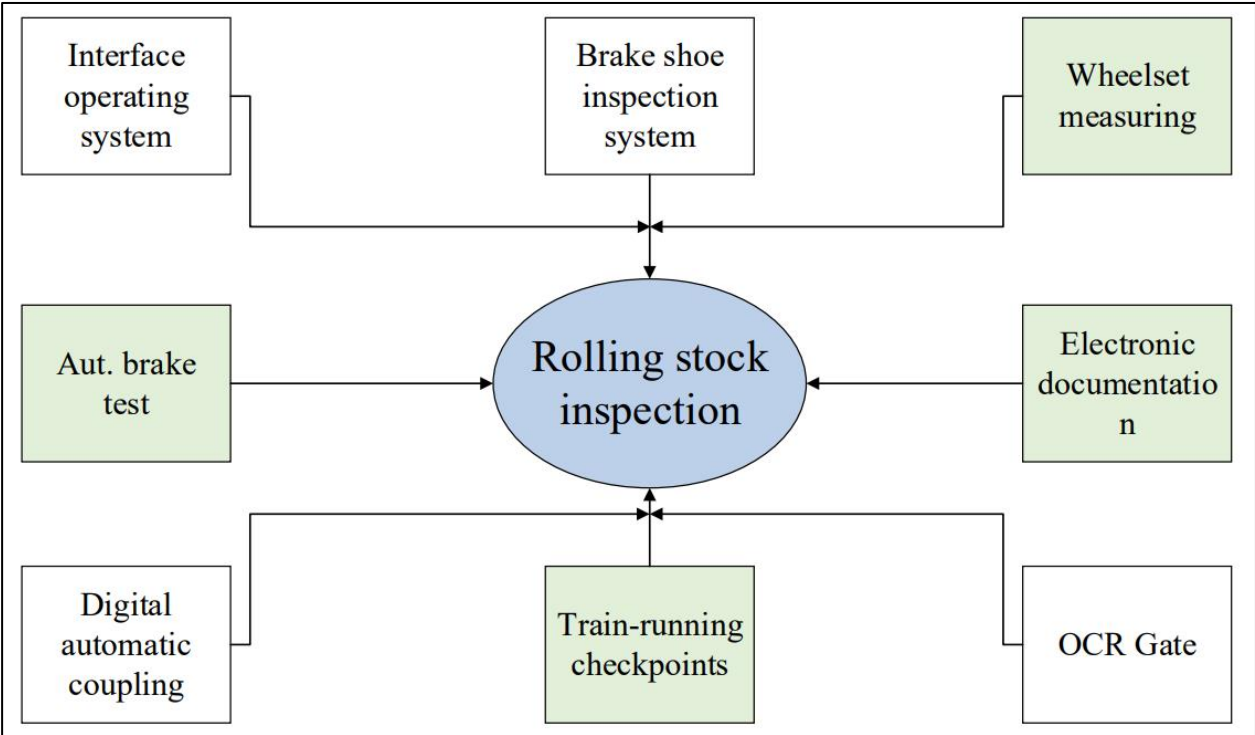 Interface
operating
system
Brake shoe
inspection
system
Wheelset
measuring
Aut. brake
test
Rolling stock
inspection
Electronic
documentatio
n
Digital
automatic
coupling
Train-running
checkpoints
OCR Gate